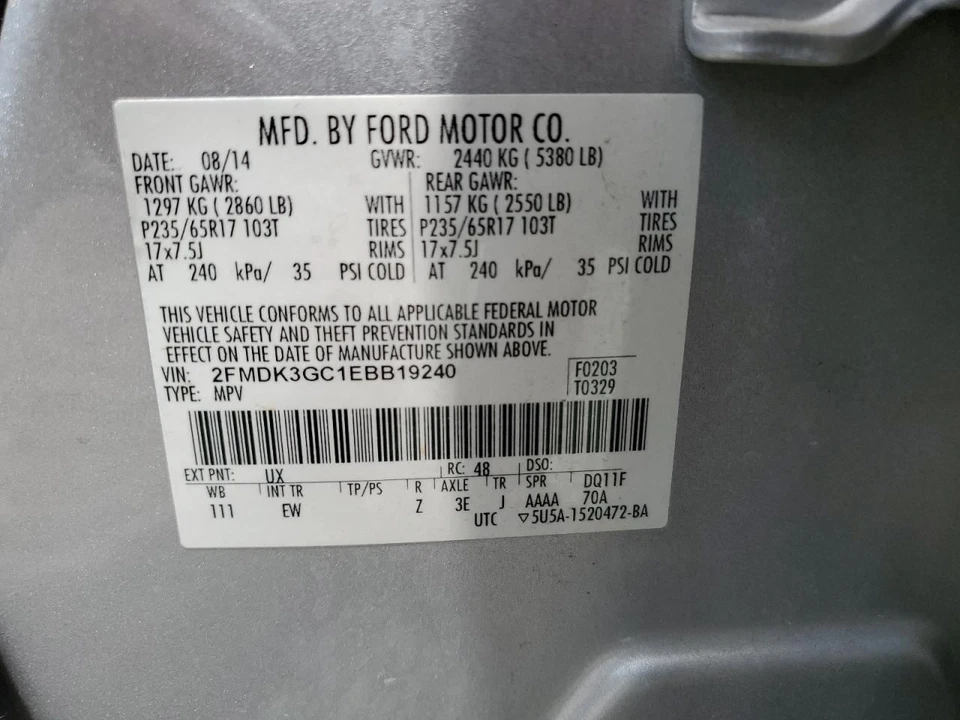 MFD. BY FORD MOTOR CO.
DATE: 08/14 GVWR: 2440 KG ( 5380 LB)
FRONT GAWR: REAR GAWR:
1297 KG ( 2860 LB) WITH 1157 KG ( 2550 LB) WITH
P235/65R17 103T TIRES P235/65R17 103T TIRES
17x7.5J RIMS 17x7.5J RIMS
AT 240 kPa/ 35 PSI COLD AT 240 kPa/ 35 PSI COLD
THIS VEHICLE CONFORMS TO ALL APPLICABLE FEDERAL MOTOR
VEHICLE SAFETY AND THEFT PREVENTION STANDARDS IN
EFFECT ON THE DATE OF MANUFACTURE SHOWN ABOVE.
VIN: 2FMDK3GC1EBB19240 F0203
TYPE: MPV T0329
EXT PNT: UX RC: 48 DSO:
WB INT TR TP/PS R AXLE TR SPR DQ11F
111 EW Z 3E J AAAA 70A
UTC ▽5U5A-1520472-BA